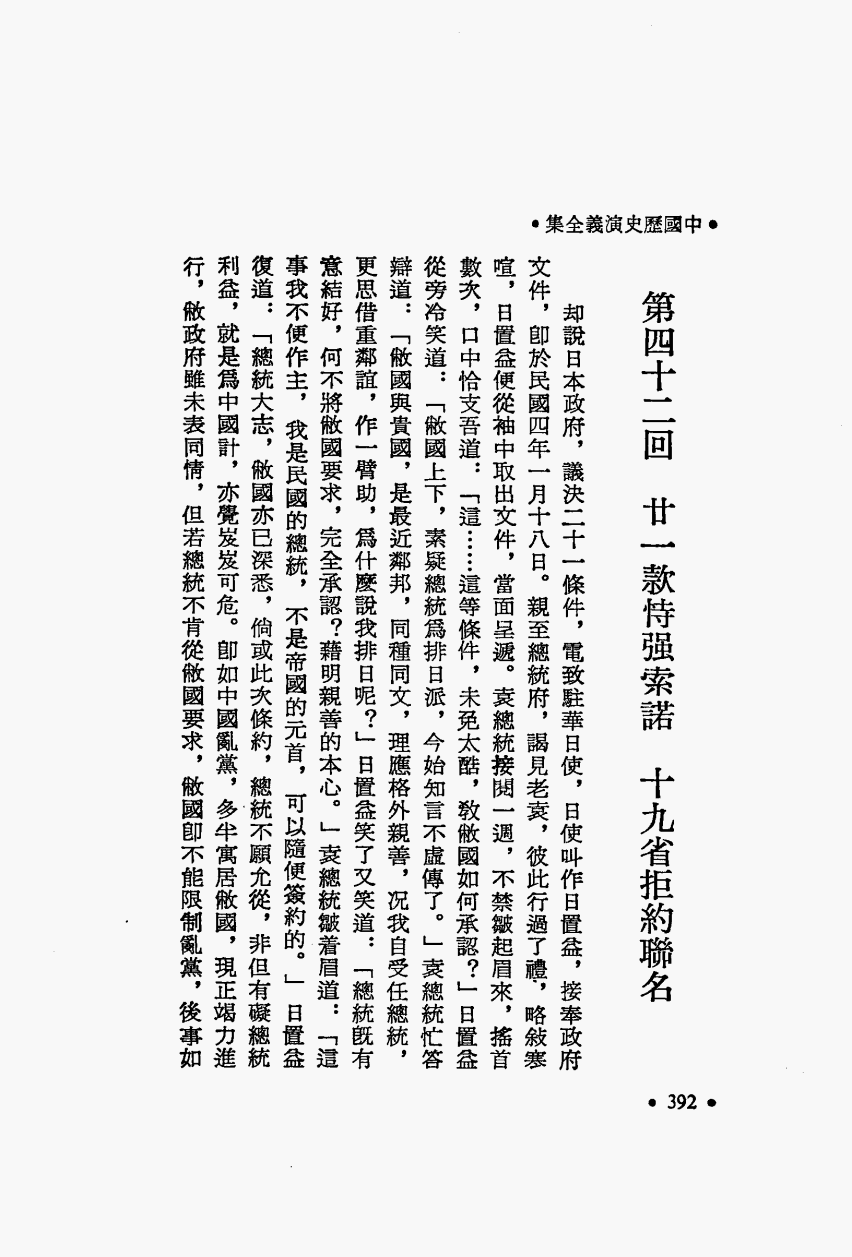 •中國歷史演義全集•
第四十二回　廿一款恃强索諾　十九省拒約聯名
却說日本政府，議決二十一條件，電致駐華日使，日使叫作日置益，接奉政府
文件，卽於民國四年一月十八日。親至總統府，謁見老袁，彼此行過了禮，略敍寒
喧，日置益便從袖中取出文件，當面呈遞。袁總統接閱一週，不禁皺起眉來，搖首
數次，口中恰支吾道：「這……這等條件，未免太酷，敎敝國如何承認？」日置益
從旁冷笑道：「敝國上下，素疑總統爲排日派，今始知言不虛傳了。」袁總統忙答
辯道：「敝國與貴國，是最近鄰邦，同種同文，理應格外親善，况我自受任總統，
更思借重鄰誼，作一臂助，爲什麼說我排日呢？」日置益笑了又笑道：「總統旣有
意結好，何不將敝國要求，完全承認？藉明親善的本心。」袁總統皺着眉道：「這
事我不便作主，我是民國的總統，不是帝國的元首，可以隨便簽約的。」日置益
復道：「總統大志，敝國亦已深悉，倘或此次條約，總統不願允從，非但有礙總統
利益，就是爲中國計，亦覺岌岌可危。卽如中國亂黨，多半寓居敝國，現正竭力進
行，敝政府雖未表同情，但若總統不肯從敝國要求，敝國卽不能限制亂黨，後事如
•392•